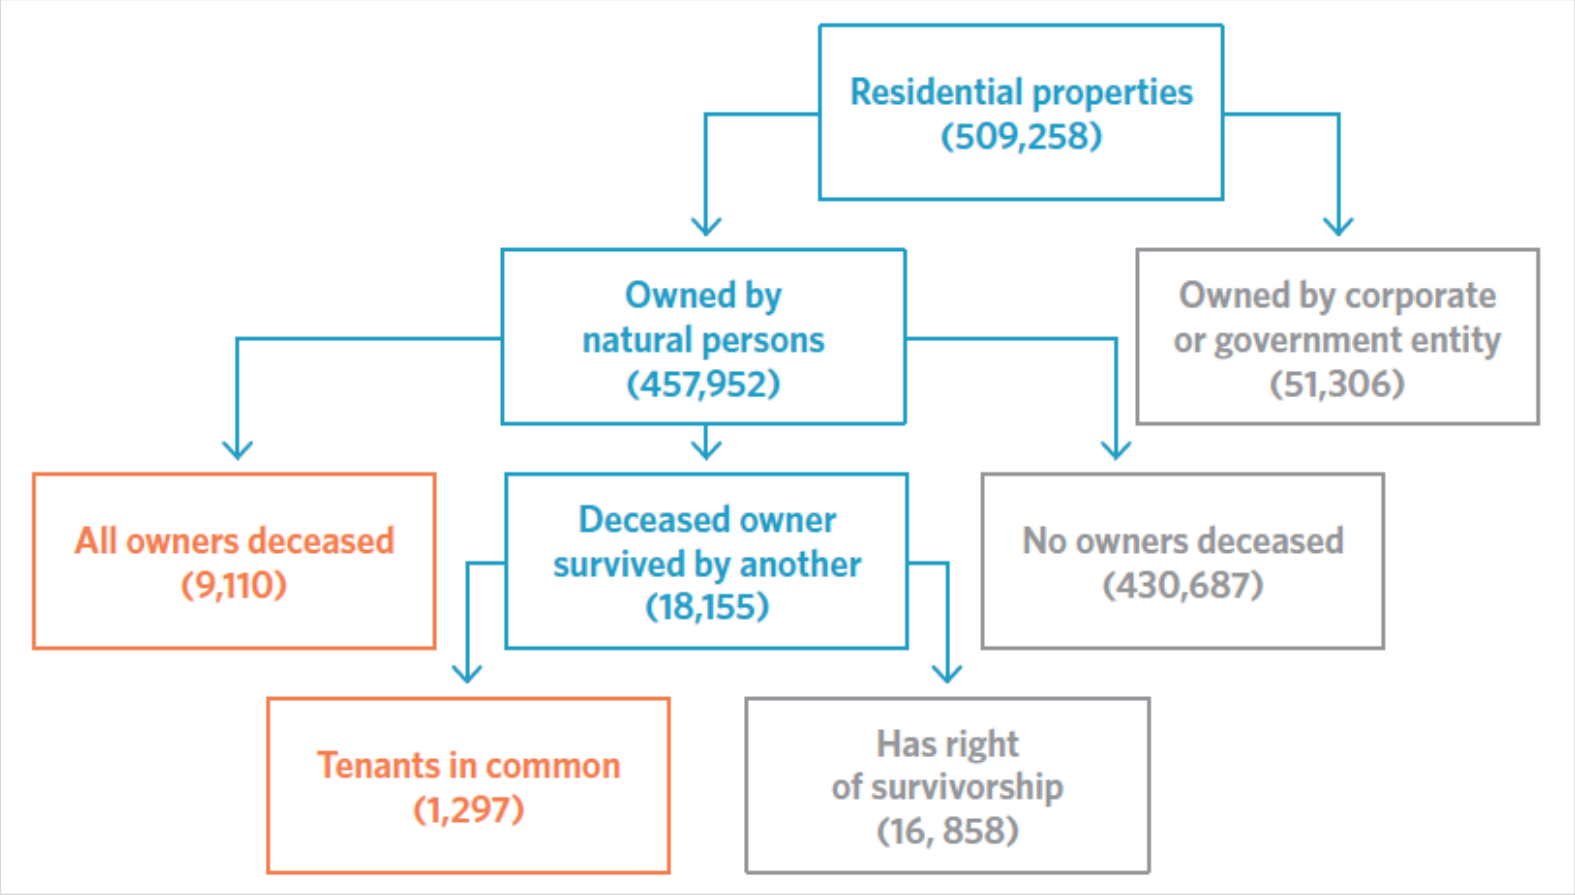 Residential properties
(509,258)
Owned by
natural persons
(457,952)
Owned by corporate
or government entity
(51,306)
All owners deceased
(9,110)
Deceased owner
survived by another
(18,155)
No owners deceased
(430,687)
Tenants in common
(1,297)
Has right
of survivorship
(16, 858)